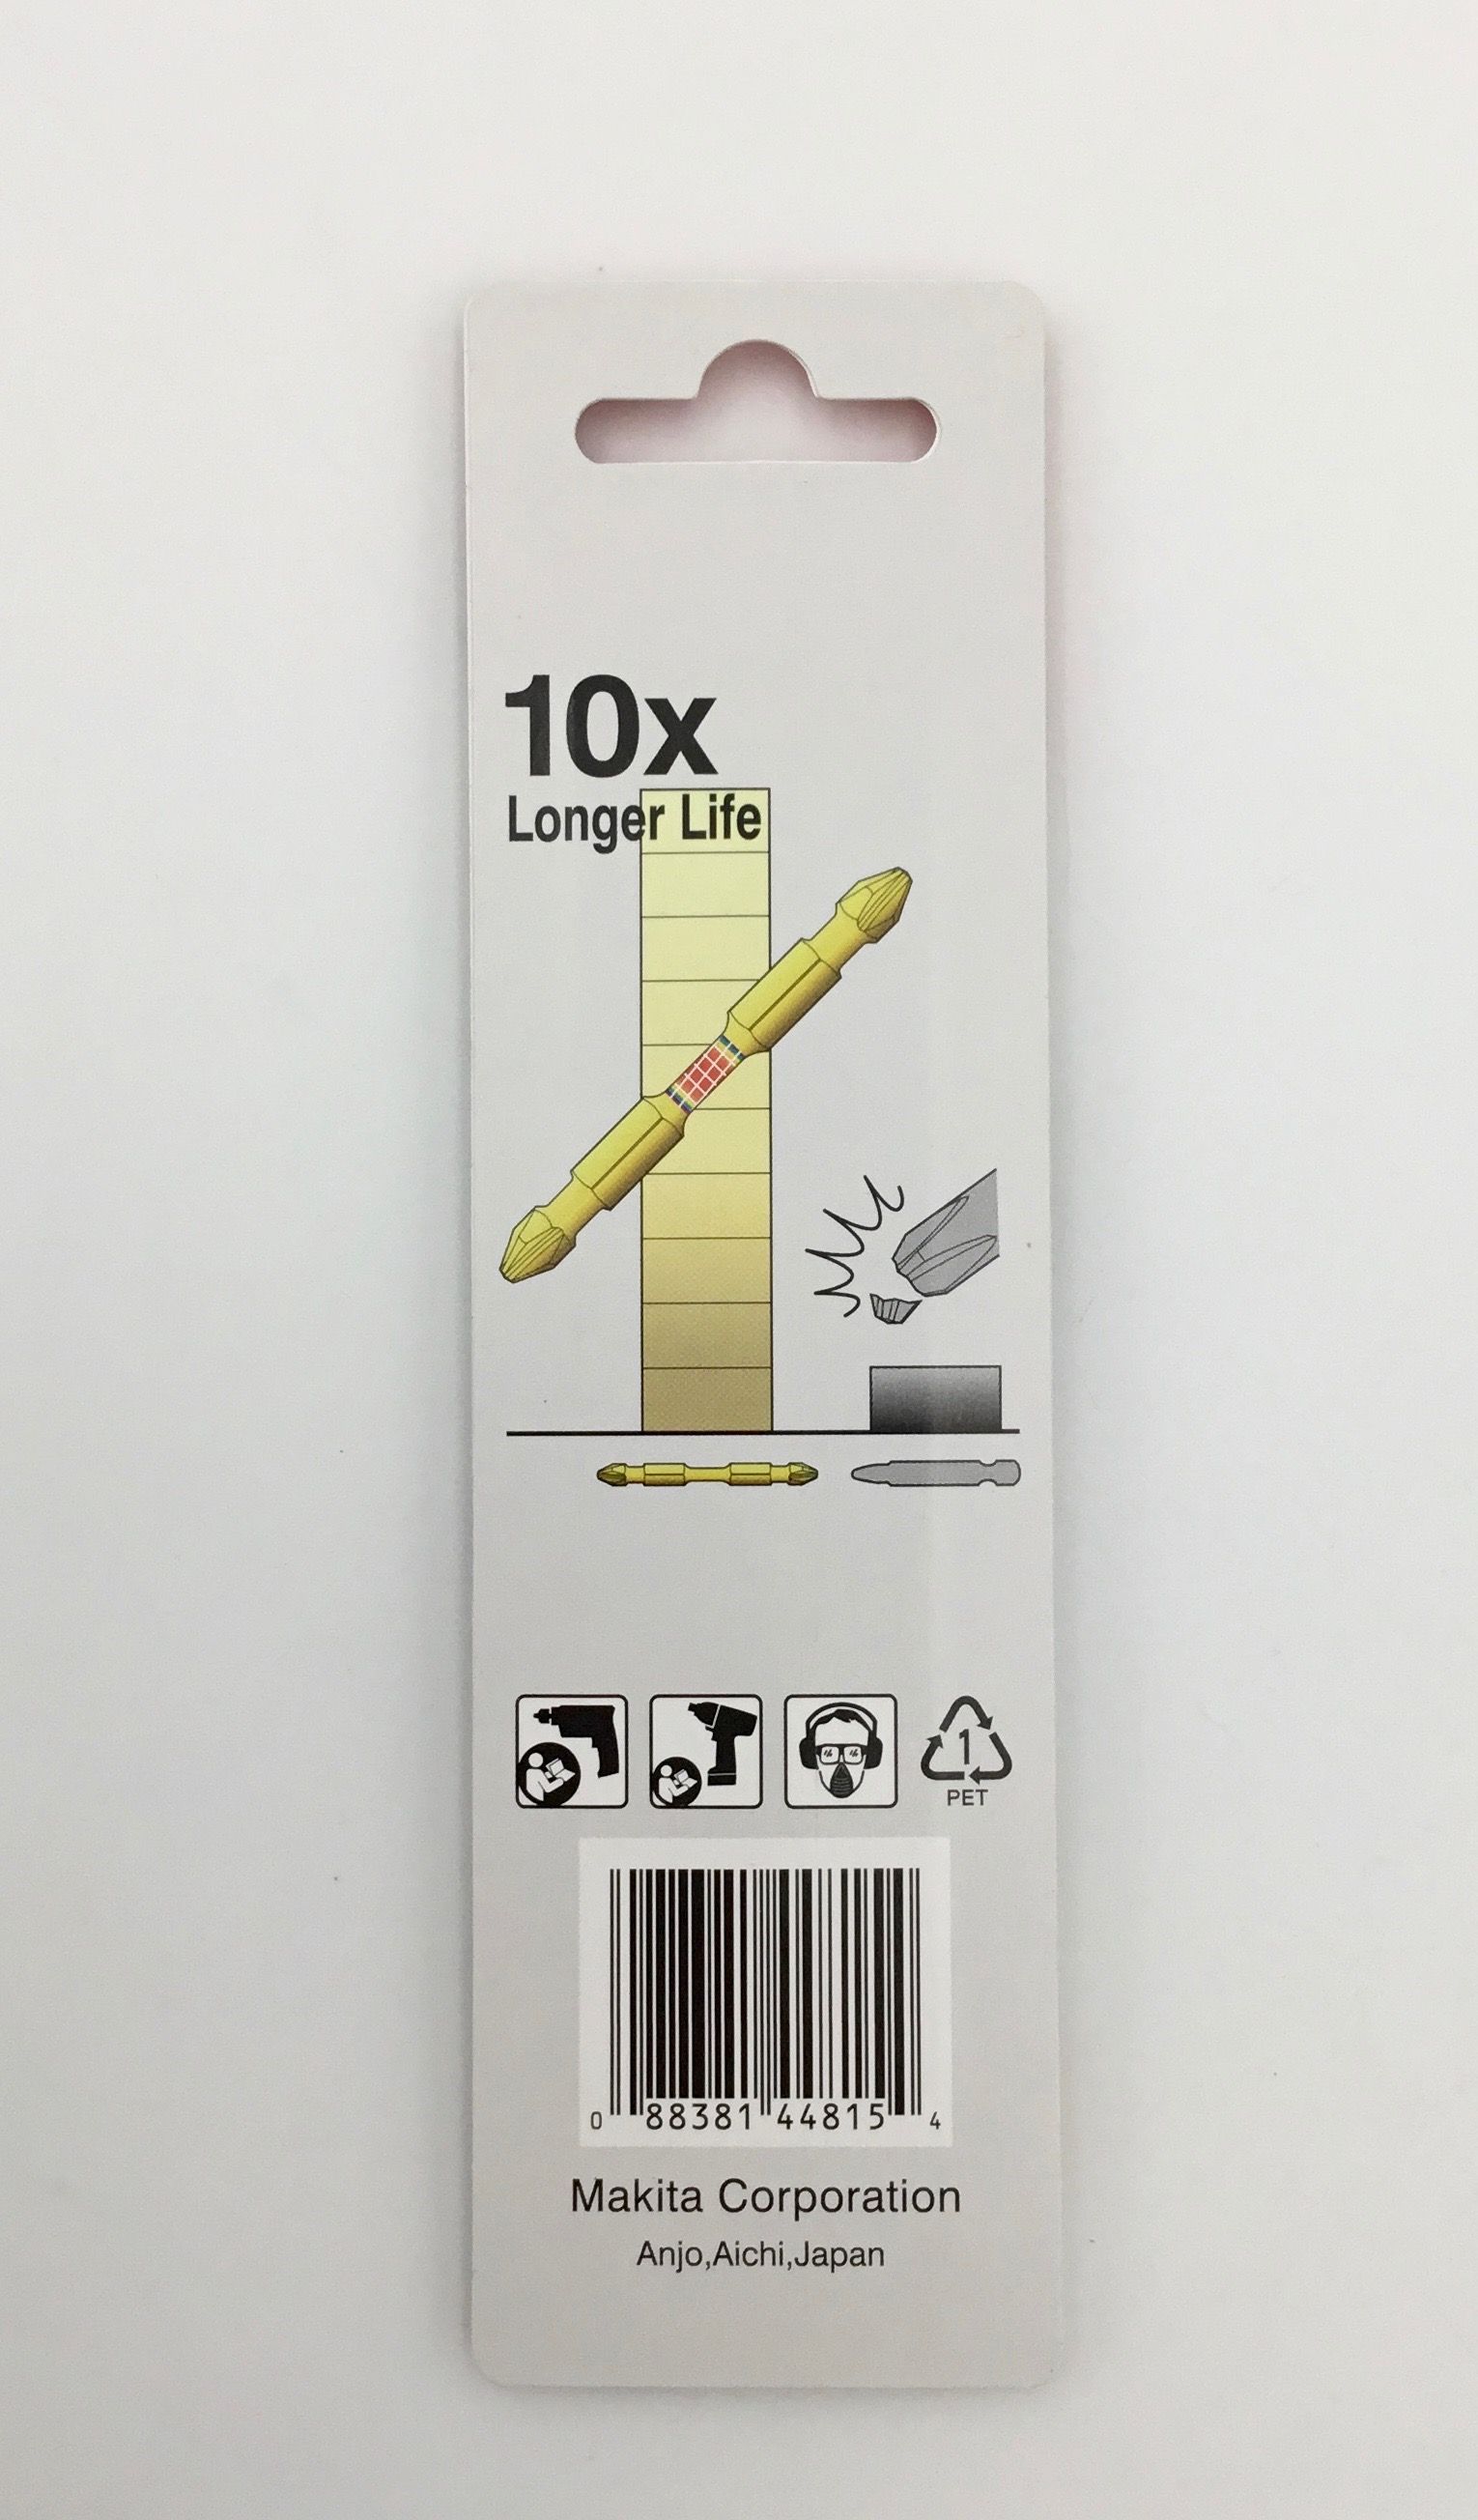 10x
Longer Life
1
PET
0 88381 44815 4
Makita Corporation
Anjo,Aichi,Japan